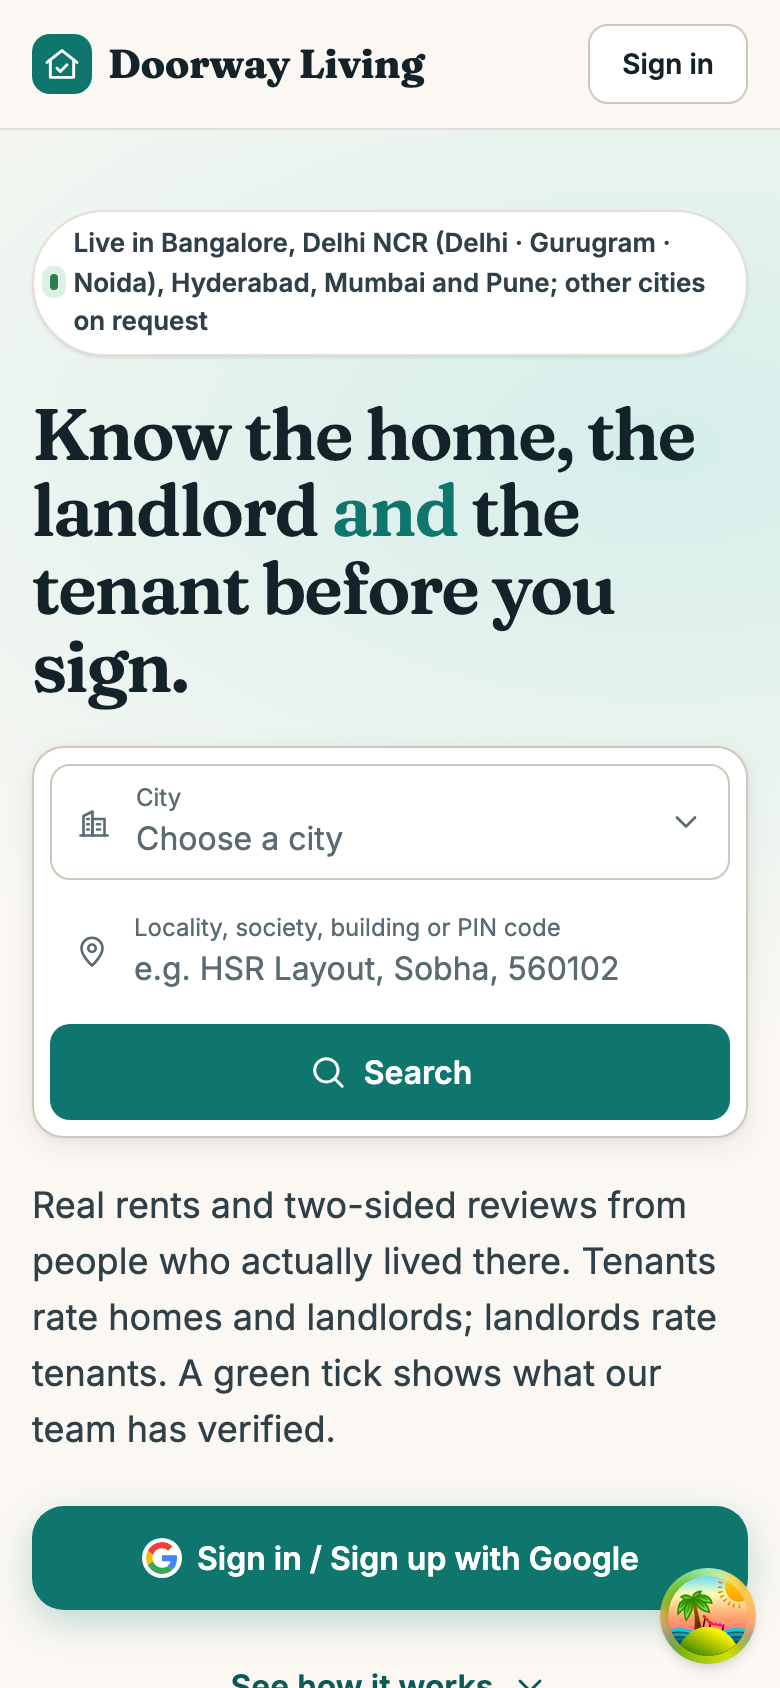 Doorway Living
Sign in
Live in Bangalore, Delhi NCR (Delhi · Gurugram ·
Noida), Hyderabad, Mumbai and Pune; other cities
on request
Know the home, the
landlord and the
tenant before you
sign.
City
Choose a city
Locality, society, building or PIN code
e.g. HSR Layout, Sobha, 560102
Search
Real rents and two-sided reviews from
people who actually lived there. Tenants
rate homes and landlords; landlords rate
tenants. A green tick shows what our
team has verified.
Sign in / Sign up with Google
See how it works